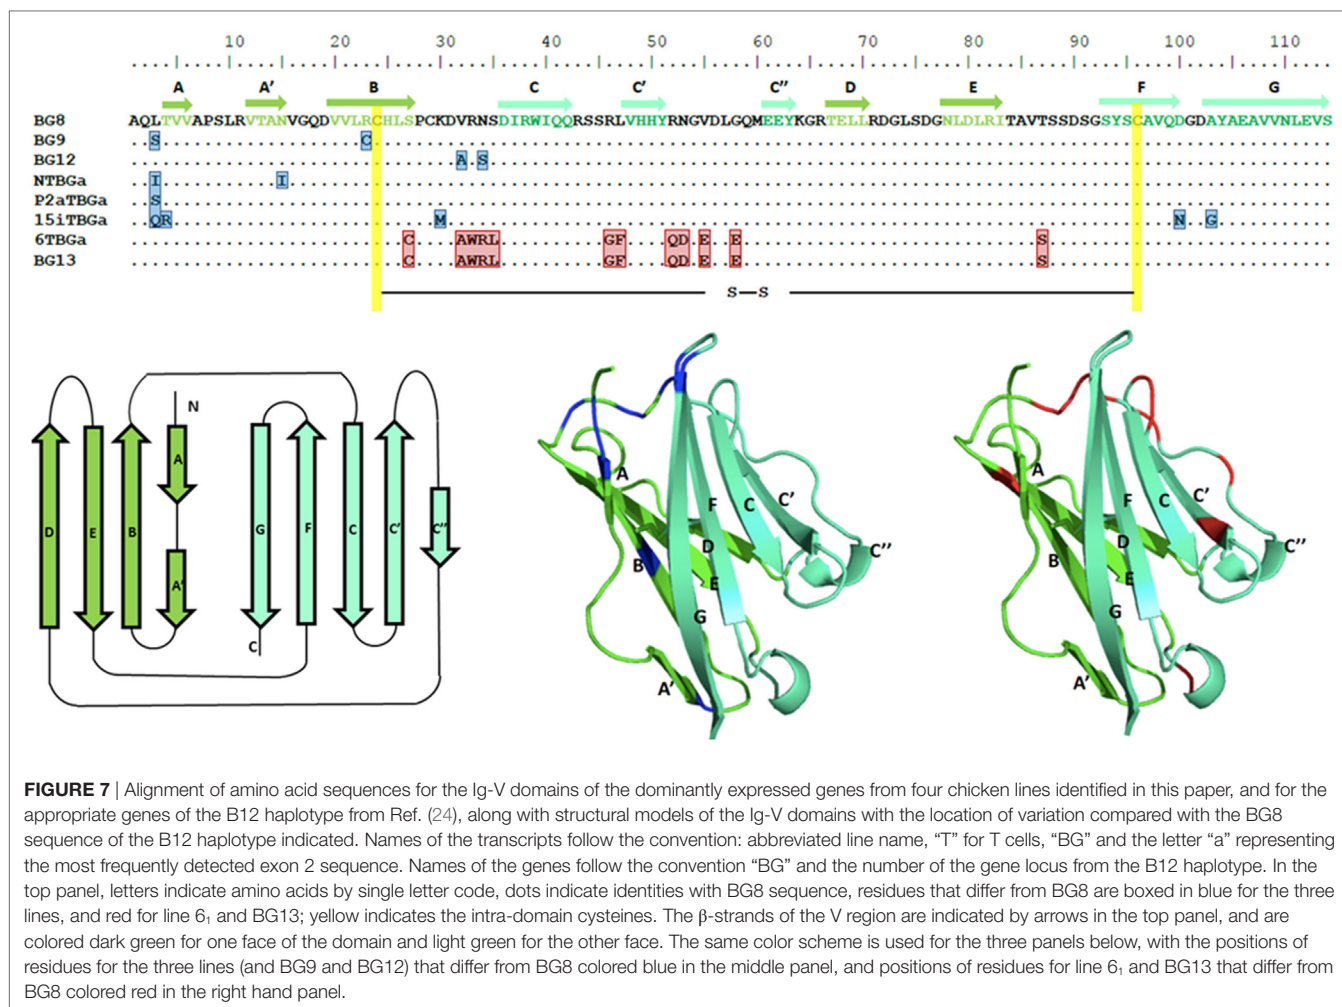 10 20 30 40 50 60 70 80 90 100 110
A A' B C C' C'' D E F G
BG8 AQLTVVAPSLRVTANVGQDVVLRCHLSPCKDVRNSDIRWIQQRSSRLVHHYRNGVDLGQMEEYKGRTELLRDGLSDGNLDLRITAVTSSDSGSYSCAVQDGDAYAEAVVNLEVS
BG9 ..S...................C...........................................................................................
BG12 ...............................A.S................................................................................
NTBGa ..I...........I...................................................................................................
P2aTBGa ..S...............................................................................................................
15iTBGa ..QR.........................M.....................................................................N..G...........
6TBGa ..........................C....AWRL..........GF....QD.E..E............................S...........................
BG13 ..........................C....AWRL..........GF....QD.E..E............................S...........................
S—S
N
D E B A A' G F C C' C''
C
A B A' F D E G C C' C''
A B A' F D E G C C' C''
FIGURE 7 | Alignment of amino acid sequences for the Ig-V domains of the dominantly expressed genes from four chicken lines identified in this paper, and for the
appropriate genes of the B12 haplotype from Ref. (24), along with structural models of the Ig-V domains with the location of variation compared with the BG8
sequence of the B12 haplotype indicated. Names of the transcripts follow the convention: abbreviated line name, “T” for T cells, “BG” and the letter “a” representing
the most frequently detected exon 2 sequence. Names of the genes follow the convention “BG” and the number of the gene locus from the B12 haplotype. In the
top panel, letters indicate amino acids by single letter code, dots indicate identities with BG8 sequence, residues that differ from BG8 are boxed in blue for the three
lines, and red for line 6₁ and BG13; yellow indicates the intra-domain cysteines. The β-strands of the V region are indicated by arrows in the top panel, and are
colored dark green for one face of the domain and light green for the other face. The same color scheme is used for the three panels below, with the positions of
residues for the three lines (and BG9 and BG12) that differ from BG8 colored blue in the middle panel, and positions of residues for line 6₁ and BG13 that differ from
BG8 colored red in the right hand panel.